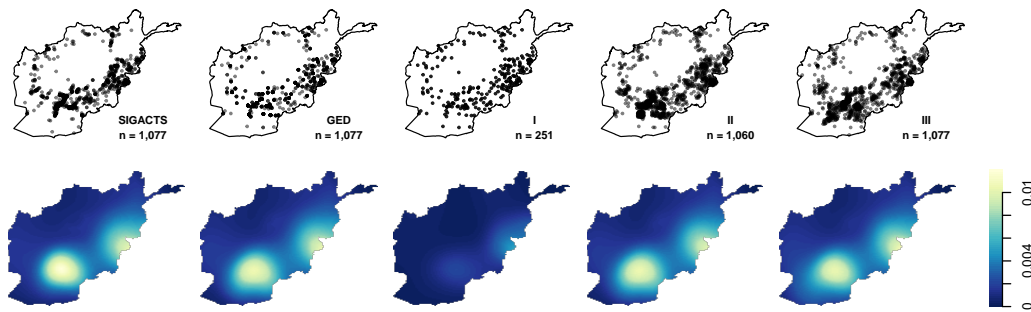 SIGACTS
n = 1,077
GED
n = 1,077
I
n = 251
II
n = 1,060
III
n = 1,077
0.01
0.004
0